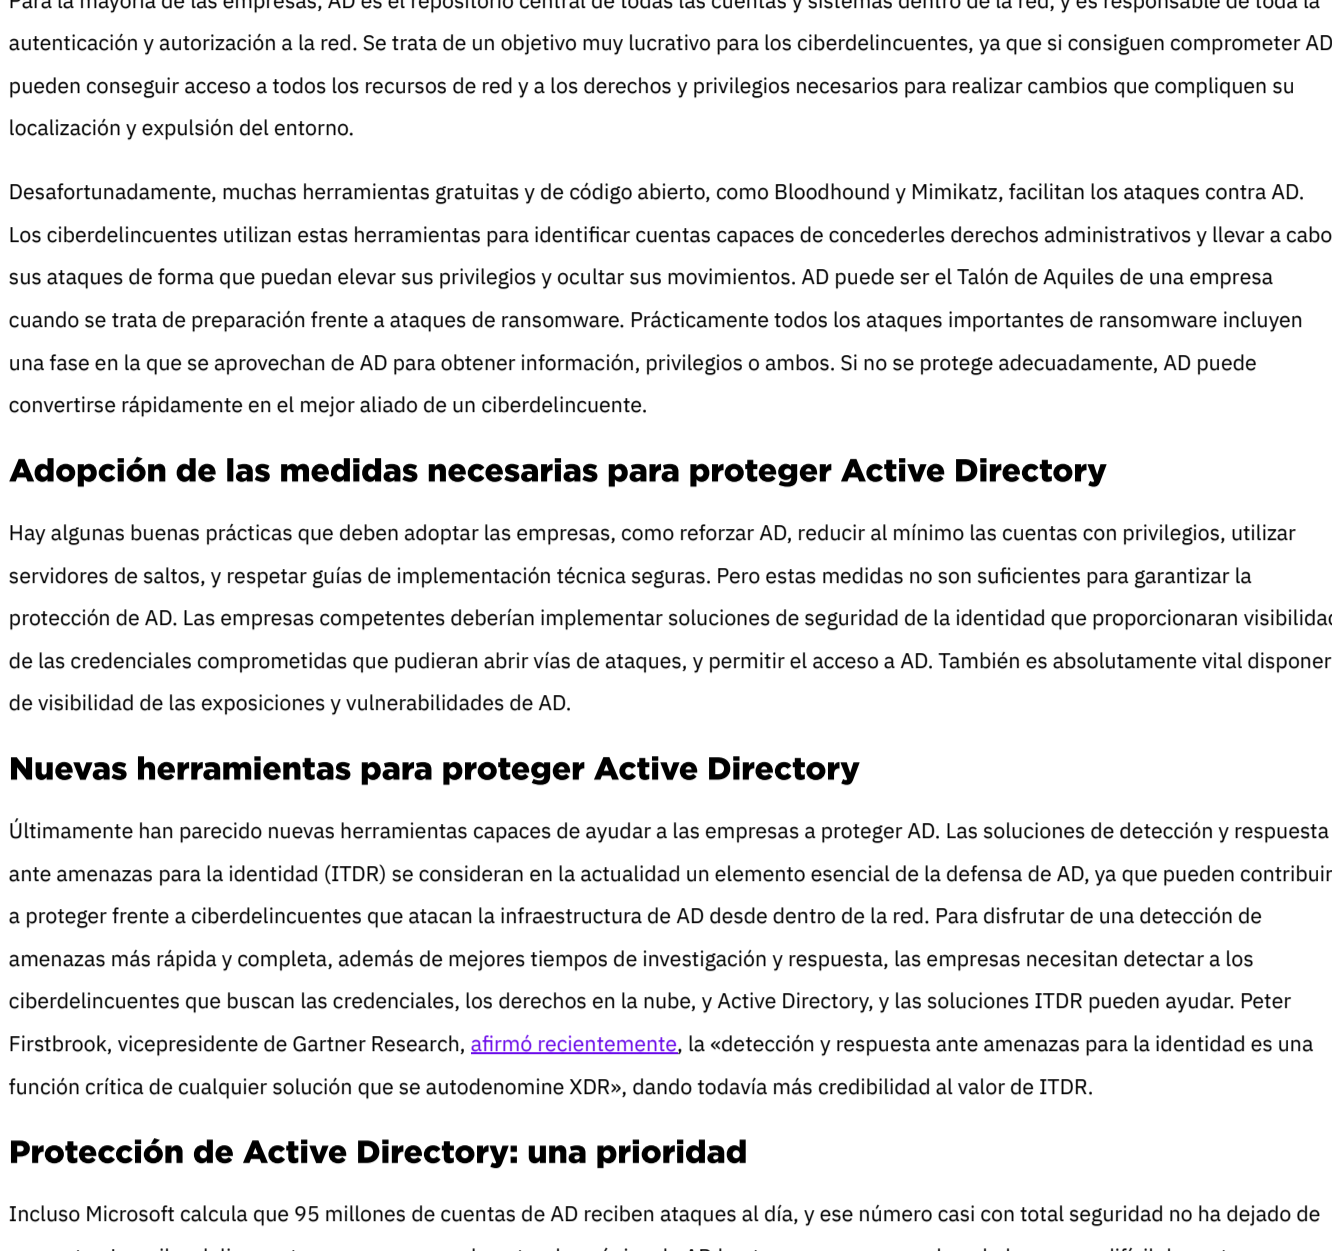 Para la mayoría de las empresas, AD es el repositorio central de todas las cuentas y sistemas dentro de la red, y es responsable de toda la
autenticación y autorización a la red. Se trata de un objetivo muy lucrativo para los ciberdelincuentes, ya que si consiguen comprometer AD
pueden conseguir acceso a todos los recursos de red y a los derechos y privilegios necesarios para realizar cambios que compliquen su
localización y expulsión del entorno.
Desafortunadamente, muchas herramientas gratuitas y de código abierto, como Bloodhound y Mimikatz, facilitan los ataques contra AD.
Los ciberdelincuentes utilizan estas herramientas para identificar cuentas capaces de concederles derechos administrativos y llevar a cabo
sus ataques de forma que puedan elevar sus privilegios y ocultar sus movimientos. AD puede ser el Talón de Aquiles de una empresa
cuando se trata de preparación frente a ataques de ransomware. Prácticamente todos los ataques importantes de ransomware incluyen
una fase en la que se aprovechan de AD para obtener información, privilegios o ambos. Si no se protege adecuadamente, AD puede
convertirse rápidamente en el mejor aliado de un ciberdelincuente.
Adopción de las medidas necesarias para proteger Active Directory
Hay algunas buenas prácticas que deben adoptar las empresas, como reforzar AD, reducir al mínimo las cuentas con privilegios, utilizar
servidores de saltos, y respetar guías de implementación técnica seguras. Pero estas medidas no son suficientes para garantizar la
protección de AD. Las empresas competentes deberían implementar soluciones de seguridad de la identidad que proporcionaran visibilidad
de las credenciales comprometidas que pudieran abrir vías de ataques, y permitir el acceso a AD. También es absolutamente vital disponer
de visibilidad de las exposiciones y vulnerabilidades de AD.
Nuevas herramientas para proteger Active Directory
Últimamente han parecido nuevas herramientas capaces de ayudar a las empresas a proteger AD. Las soluciones de detección y respuesta
ante amenazas para la identidad (ITDR) se consideran en la actualidad un elemento esencial de la defensa de AD, ya que pueden contribuir
a proteger frente a ciberdelincuentes que atacan la infraestructura de AD desde dentro de la red. Para disfrutar de una detección de
amenazas más rápida y completa, además de mejores tiempos de investigación y respuesta, las empresas necesitan detectar a los
ciberdelincuentes que buscan las credenciales, los derechos en la nube, y Active Directory, y las soluciones ITDR pueden ayudar. Peter
Firstbrook, vicepresidente de Gartner Research, afirmó recientemente, la «detección y respuesta ante amenazas para la identidad es una
función crítica de cualquier solución que se autodenomine XDR», dando todavía más credibilidad al valor de ITDR.
Protección de Active Directory: una prioridad
Incluso Microsoft calcula que 95 millones de cuentas de AD reciben ataques al día, y ese número casi con total seguridad no ha dejado de